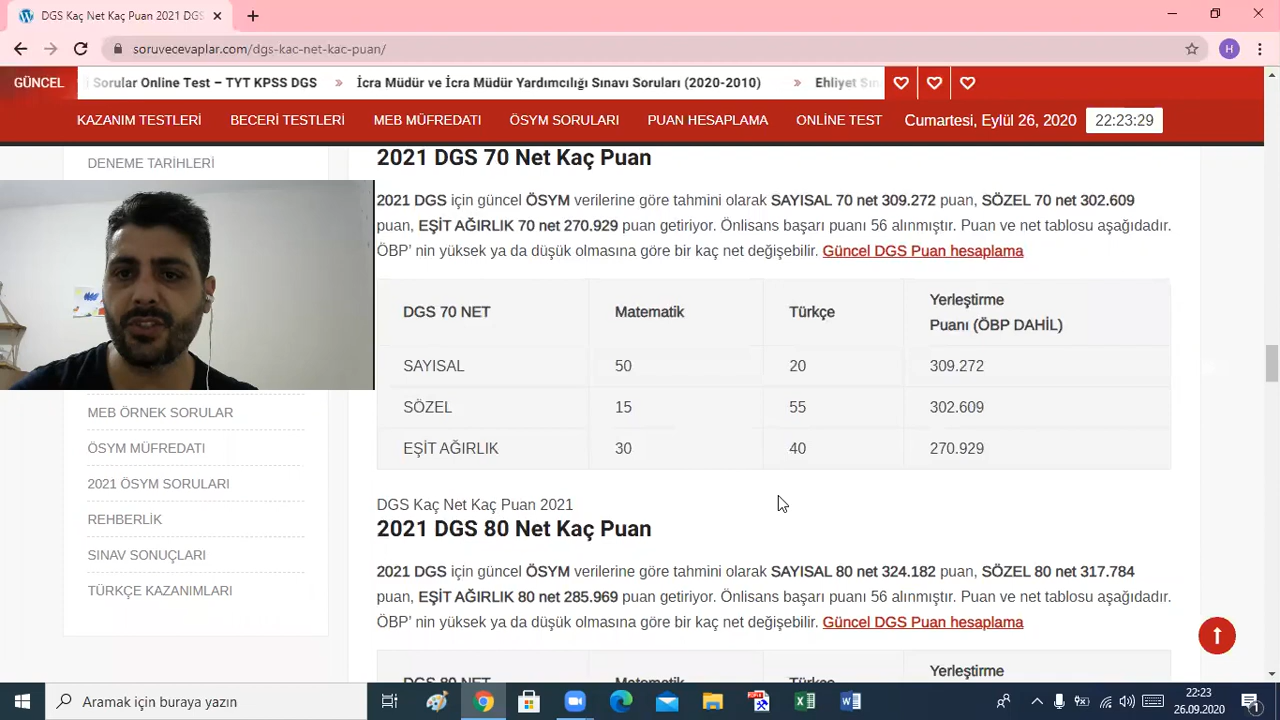 DGS Kaç Net Kaç Puan 2021 DGS
soruvecevaplar.com/dgs-kac-net-kac-puan/
H
GÜNCEL
i Sorular Online Test – TYT KPSS DGS » İcra Müdür ve İcra Müdür Yardımcılığı Sınavı Soruları (2020-2010) » Ehliyet Sın
KAZANIM TESTLERİ BECERİ TESTLERİ MEB MÜFREDATI ÖSYM SORULARI PUAN HESAPLAMA ONLİNE TEST Cumartesi, Eylül 26, 2020 22:23:29
DENEME TARİHLERİ
MEB ÖRNEK SORULAR
ÖSYM MÜFREDATI
2021 ÖSYM SORULARI
REHBERLİK
SINAV SONUÇLARI
TÜRKÇE KAZANIMLARI
2021 DGS 70 Net Kaç Puan
2021 DGS için güncel ÖSYM verilerine göre tahmini olarak SAYISAL 70 net 309.272 puan, SÖZEL 70 net 302.609
puan, EŞİT AĞIRLIK 70 net 270.929 puan getiriyor. Önlisans başarı puanı 56 alınmıştır. Puan ve net tablosu aşağıdadır.
ÖBP’ nin yüksek ya da düşük olmasına göre bir kaç net değişebilir. Güncel DGS Puan hesaplama
DGS 70 NET Matematik Türkçe Yerleştirme
Puanı (ÖBP DAHİL)
SAYISAL 50 20 309.272
SÖZEL 15 55 302.609
EŞİT AĞIRLIK 30 40 270.929
DGS Kaç Net Kaç Puan 2021
2021 DGS 80 Net Kaç Puan
2021 DGS için güncel ÖSYM verilerine göre tahmini olarak SAYISAL 80 net 324.182 puan, SÖZEL 80 net 317.784
puan, EŞİT AĞIRLIK 80 net 285.969 puan getiriyor. Önlisans başarı puanı 56 alınmıştır. Puan ve net tablosu aşağıdadır.
ÖBP’ nin yüksek ya da düşük olmasına göre bir kaç net değişebilir. Güncel DGS Puan hesaplama
DGS 80 NET Matematik Türkçe Yerleştirme
Aramak için buraya yazın
22:23
26.09.2020